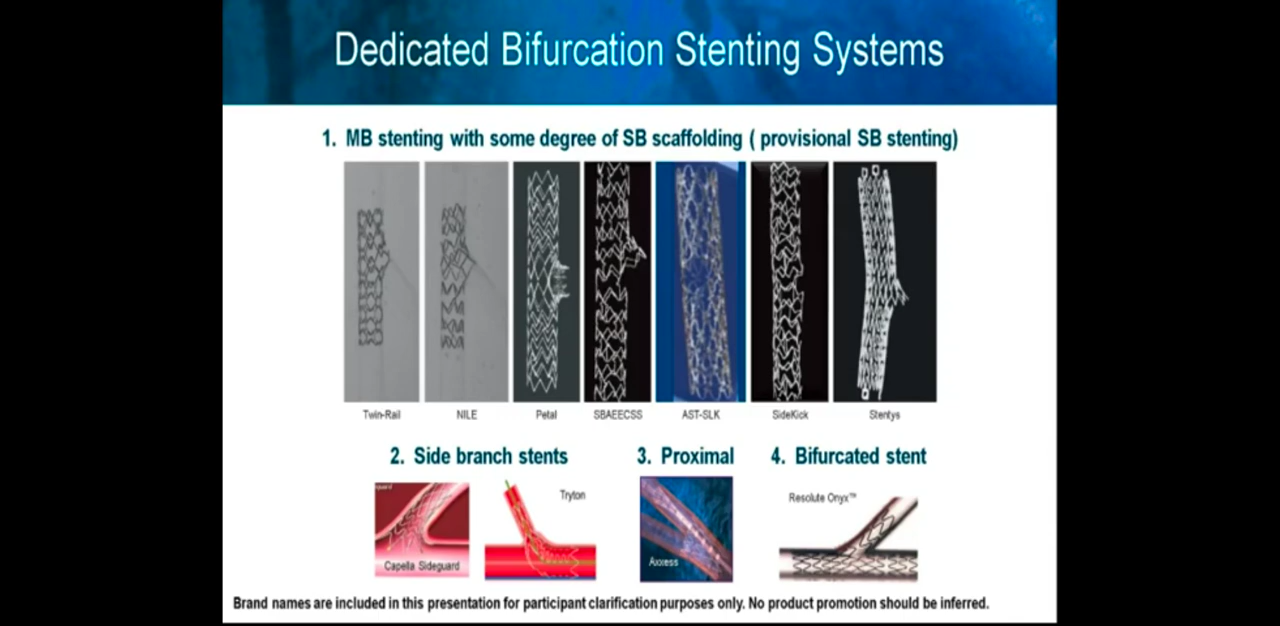 Dedicated Bifurcation Stenting Systems
1. MB stenting with some degree of SB scaffolding ( provisional SB stenting)
Twin-Rail NILE Petal SBAEECSS AST-SLK SideKick Stentys
2. Side branch stents 3. Proximal 4. Bifurcated stent
Tryton Resolute Onyx™
Capella Sideguard Axxess
Brand names are included in this presentation for participant clarification purposes only. No product promotion should be inferred.